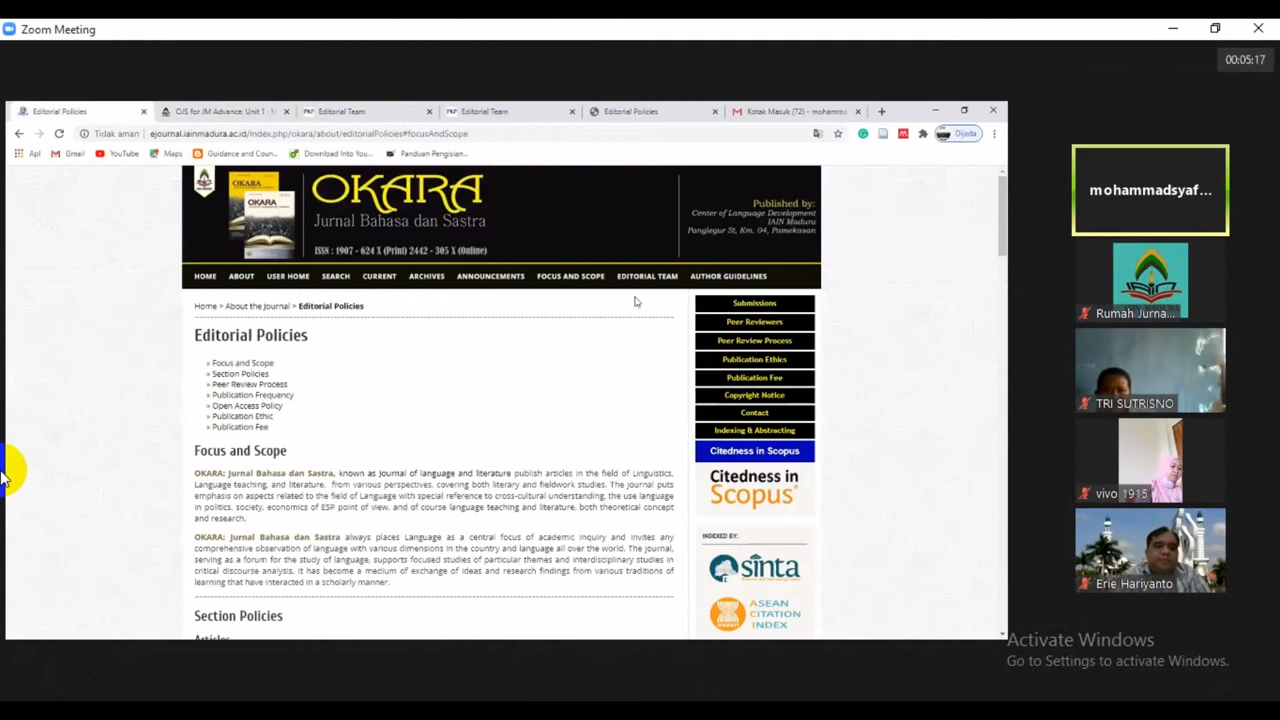 Zoom Meeting
00:05:17
Editorial Policies
OJS for JM Advance: Unit 1 -
PKP Editorial Team
PKP Editorial Team
Editorial Policies
Kotak Masuk (72) - mohamm
Tidak aman ejournal.iainmadura.ac.id/index.php/okara/about/editorialPolicies#focusAndScope
Dijeda
Apl Gmail YouTube Maps Guidance and Coun... Download Into You... Panduan Pengisian...
OKARA
OKARA
OKARA
Jurnal Bahasa dan Sastra
ISSN : 1907 - 624 X (Print) 2442 - 305 X (Online)
Published by:
Center of Language Development
IAIN Madura
Panglegur St, Km. 04, Pamekasan
HOME ABOUT USER HOME SEARCH CURRENT ARCHIVES ANNOUNCEMENTS FOCUS AND SCOPE EDITORIAL TEAM AUTHOR GUIDELINES
Home > About the Journal > Editorial Policies
Editorial Policies
» Focus and Scope
» Section Policies
» Peer Review Process
» Publication Frequency
» Open Access Policy
» Publication Ethic
» Publication Fee
Focus and Scope
OKARA: Jurnal Bahasa dan Sastra, known as Journal of language and literature publish articles in the field of Linguistics,
Language teaching, and literature, from various perspectives, covering both literary and fieldwork studies. The journal puts
emphasis on aspects related to the field of Language with special reference to cross-cultural understanding, the use language
in politics, society, economics of ESP point of view, and of course language teaching and literature, both theoretical concept
and research.
OKARA: Jurnal Bahasa dan Sastra always places Language as a central focus of academic inquiry and invites any
comprehensive observation of language with various dimensions in the country and language all over the world. The journal,
serving as a forum for the study of language, supports focused studies of particular themes and interdisciplinary studies in
critical discourse analysis. It has become a medium of exchange of ideas and research findings from various traditions of
learning that have interacted in a scholarly manner.
Section Policies
Articles
Submissions
Peer Reviewers
Peer Review Process
Publication Ethics
Publication Fee
Copyright Notice
Contact
Indexing & Abstracting
Citedness in Scopus
Citedness in
Scopus
INDEXED BY:
sinta
ASEAN
CITATION
INDEX
mohammadsyaf...
Rumah Jurna...
TRI SUTRISNO
vivo 1915
Erie Hariyanto
Activate Windows
Go to Settings to activate Windows.